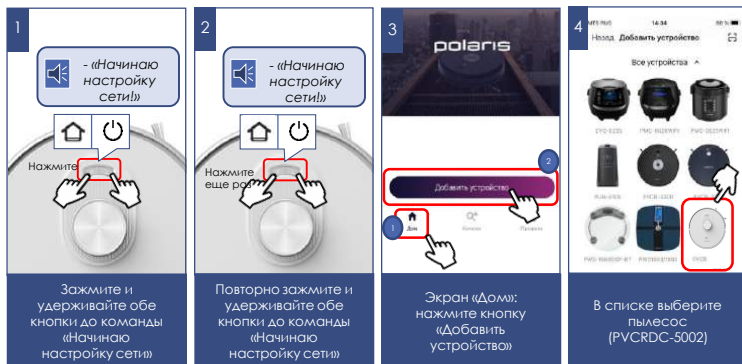 1
- «Начинаю
настройку
сети!»
Нажмите
Зажмите и
удерживайте обе
кнопки до команды
«Начинаю
настройку сети»
2
- «Начинаю
настройку
сети!»
Нажмите
еще раз
Повторно зажмите и
удерживайте обе
кнопки до команды
«Начинаю
настройку сети»
3
polaris
2
Добавить устройство
1
Дом
Экран «Дом»:
нажмите кнопку
«Добавить
устройство»
4
14:34
Назад Добавить устройство
Все устройства
В списке выберите
пылесос
(PVCRDC-5002)